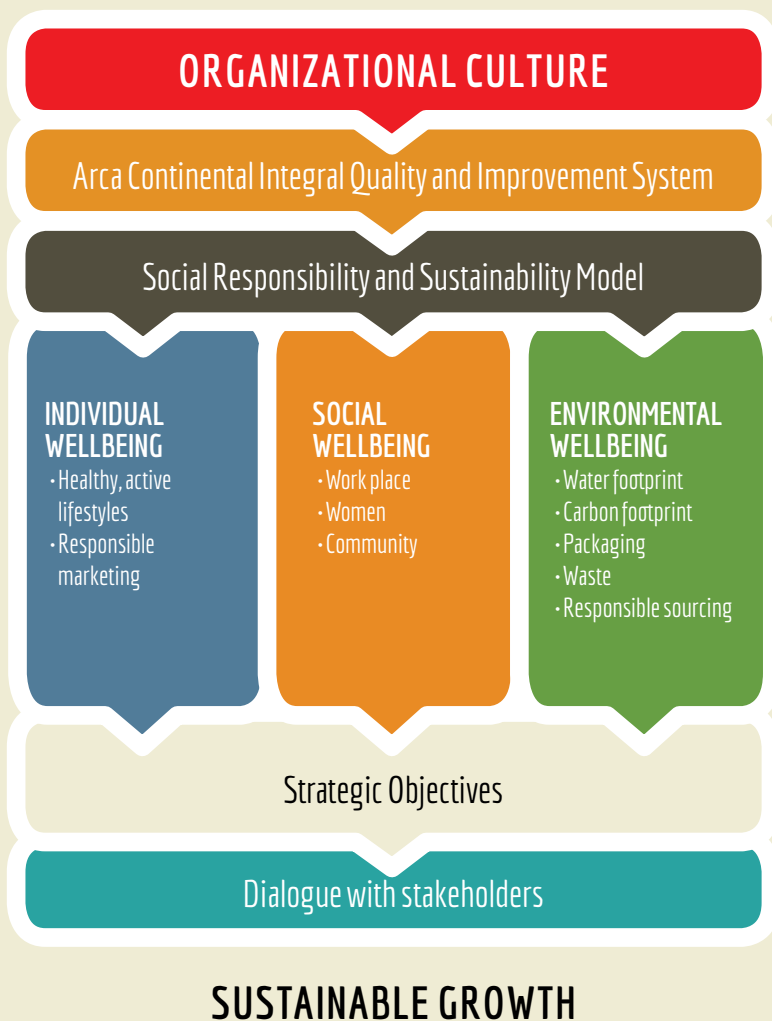 ORGANIZATIONAL CULTURE
Arca Continental Integral Quality and Improvement System
Social Responsibility and Sustainability Model
INDIVIDUAL
WELLBEING
· Healthy, active
lifestyles
· Responsible
marketing
SOCIAL
WELLBEING
· Work place
· Women
· Community
ENVIRONMENTAL
WELLBEING
· Water footprint
· Carbon footprint
· Packaging
· Waste
· Responsible sourcing
Strategic Objectives
Dialogue with stakeholders
SUSTAINABLE GROWTH